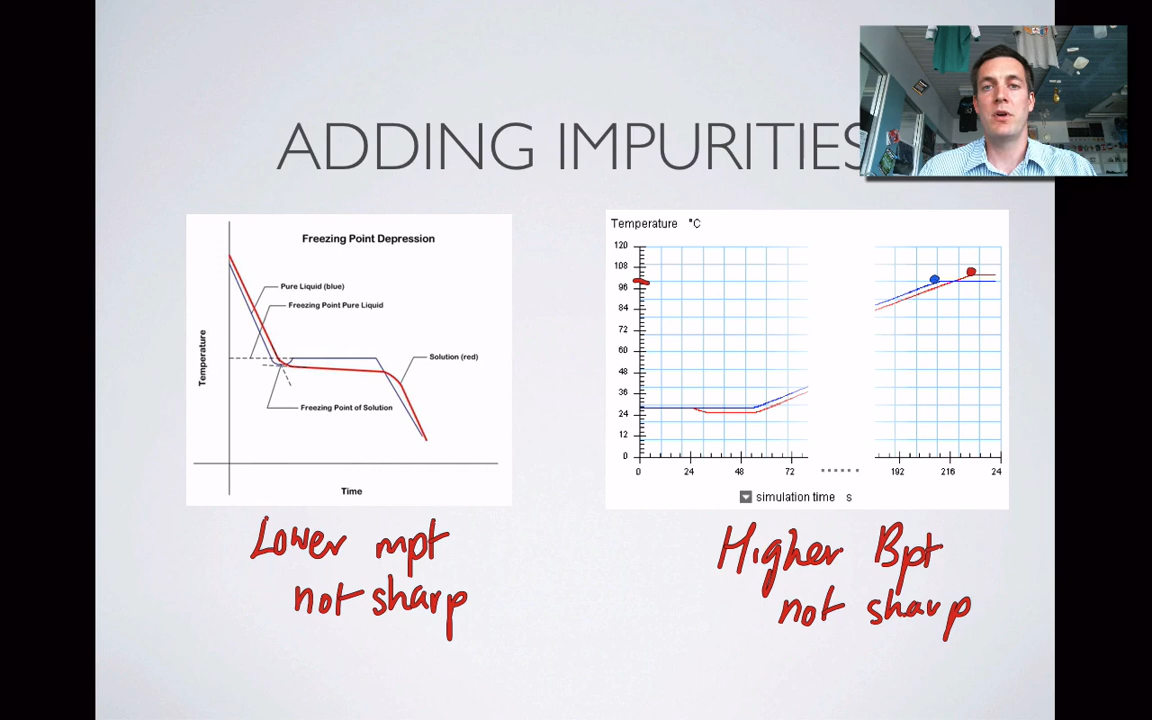 ADDING IMPURITIES
Freezing Point Depression
Pure Liquid (blue)
Freezing Point Pure Liquid
Solution (red)
Freezing Point of Solution
Temperature
Time
Temperature °C
120
108
96
84
72
60
48
36
24
12
0
0 24 48 72 ...... 192 216 24
simulation time s
Lower mpt
not sharp
Higher Bpt
not sharp